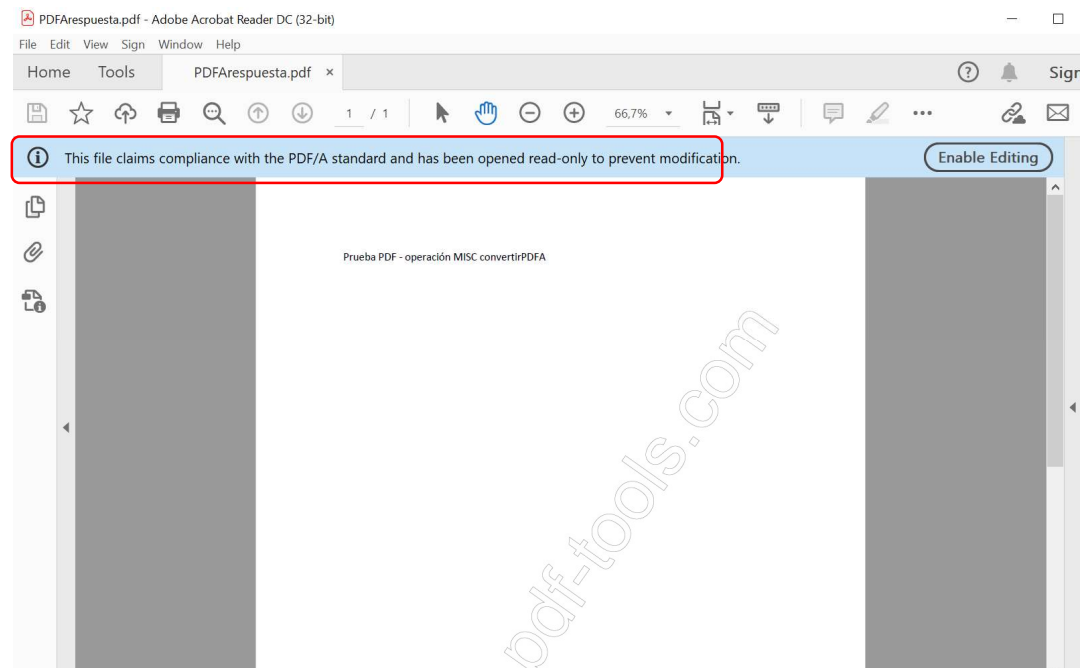 PDFArespuesta.pdf - Adobe Acrobat Reader DC (32-bit)
File Edit View Sign Window Help
Home Tools PDFArespuesta.pdf × Sign
1 / 1 66,7%
This file claims compliance with the PDF/A standard and has been opened read-only to prevent modification. Enable Editing
Prueba PDF - operación MISC convertirPDFA
pdf-tools.com